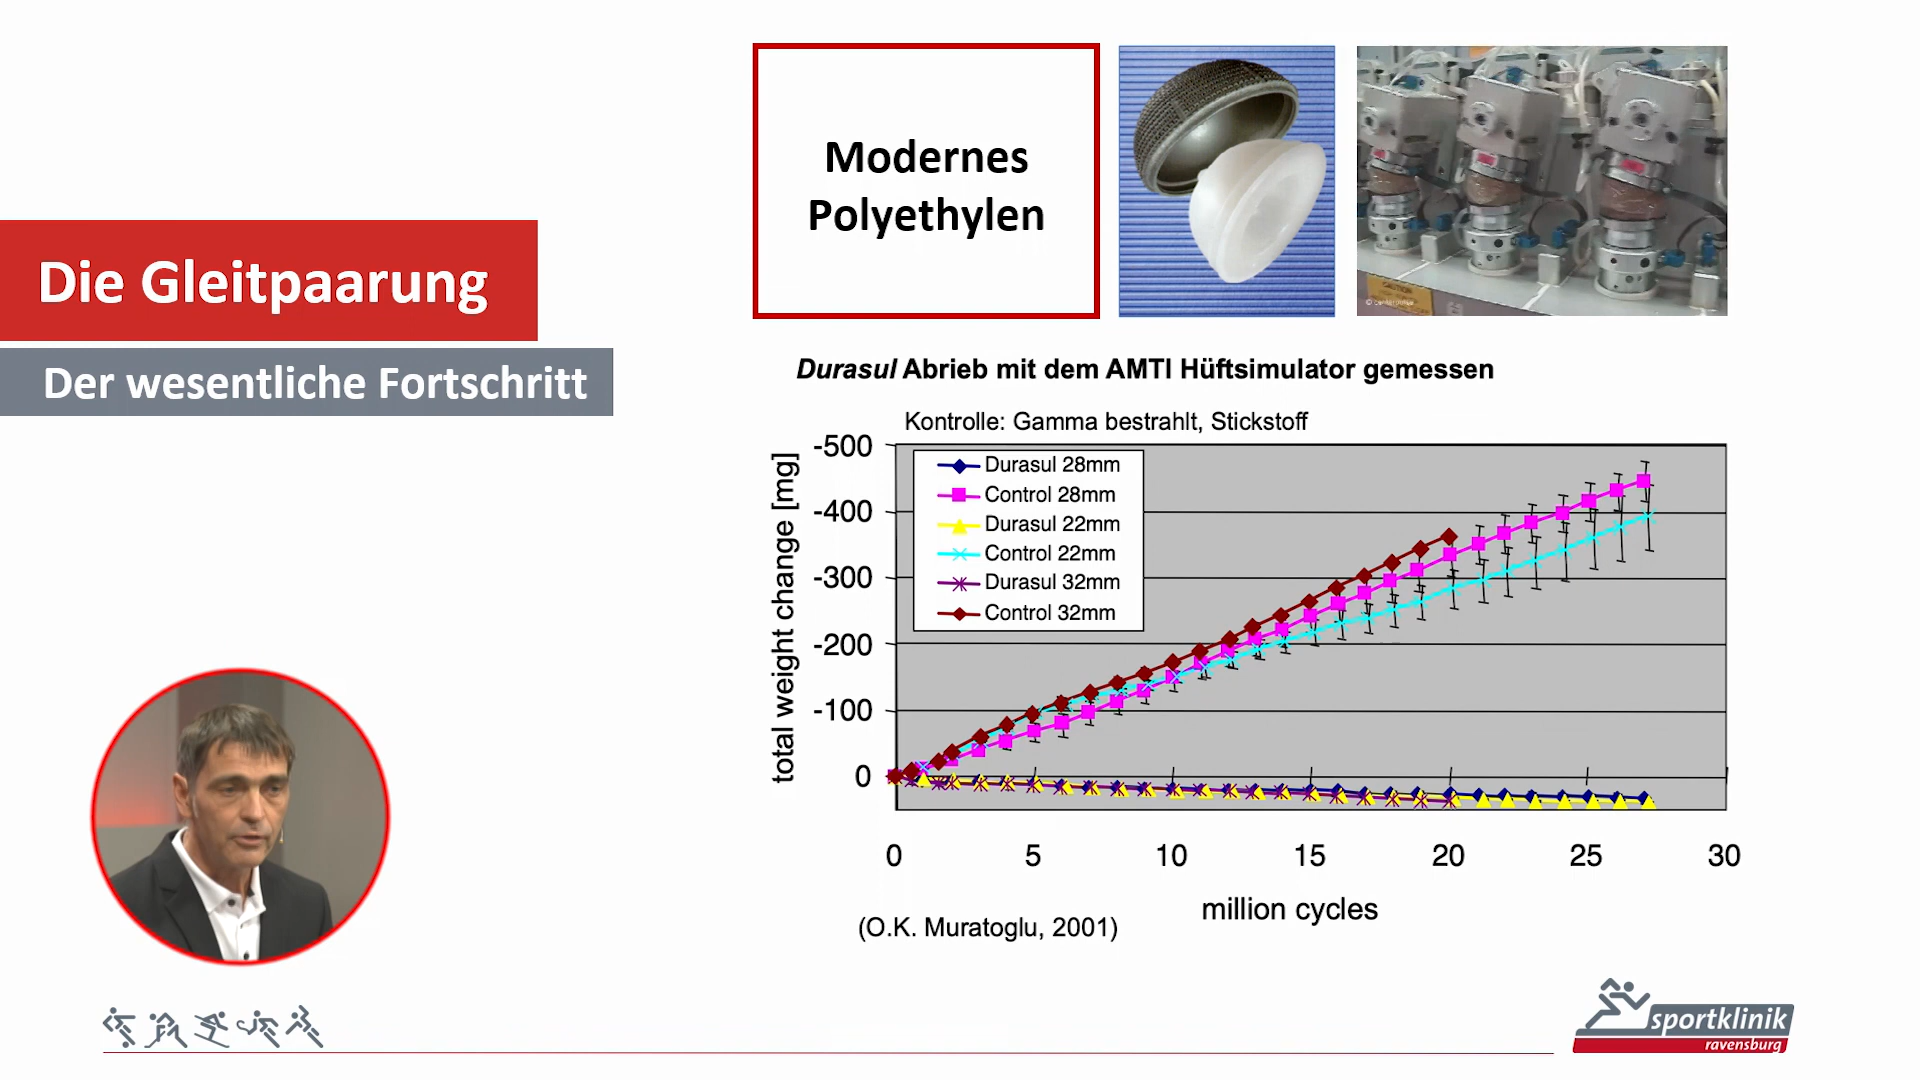 Modernes
Polyethylen
Die Gleitpaarung
Der wesentliche Fortschritt
Durasul Abrieb mit dem AMTI Hüftsimulator gemessen
Kontrolle: Gamma bestrahlt, Stickstoff
total weight change [mg]
-500
-400
-300
-200
-100
0
Durasul 28mm
Control 28mm
Durasul 22mm
Control 22mm
Durasul 32mm
Control 32mm
0 5 10 15 20 25 30
million cycles
(O.K. Muratoglu, 2001)
sportklinik
ravensburg